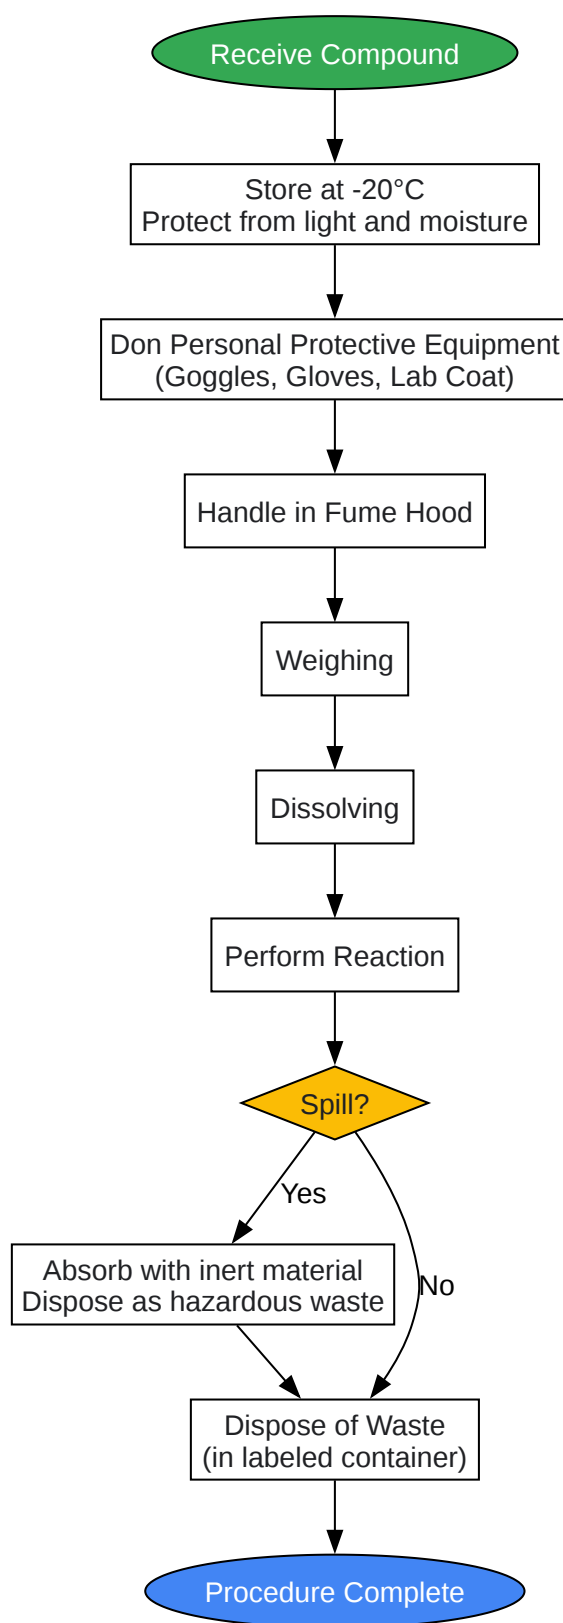 Receive Compound
Store at -20°C
Protect from light and moisture
Don Personal Protective Equipment
(Goggles, Gloves, Lab Coat)
Handle in Fume Hood
Weighing
Dissolving
Perform Reaction
Spill?
Yes
Absorb with inert material
Dispose as hazardous waste
No
Dispose of Waste
(in labeled container)
Procedure Complete